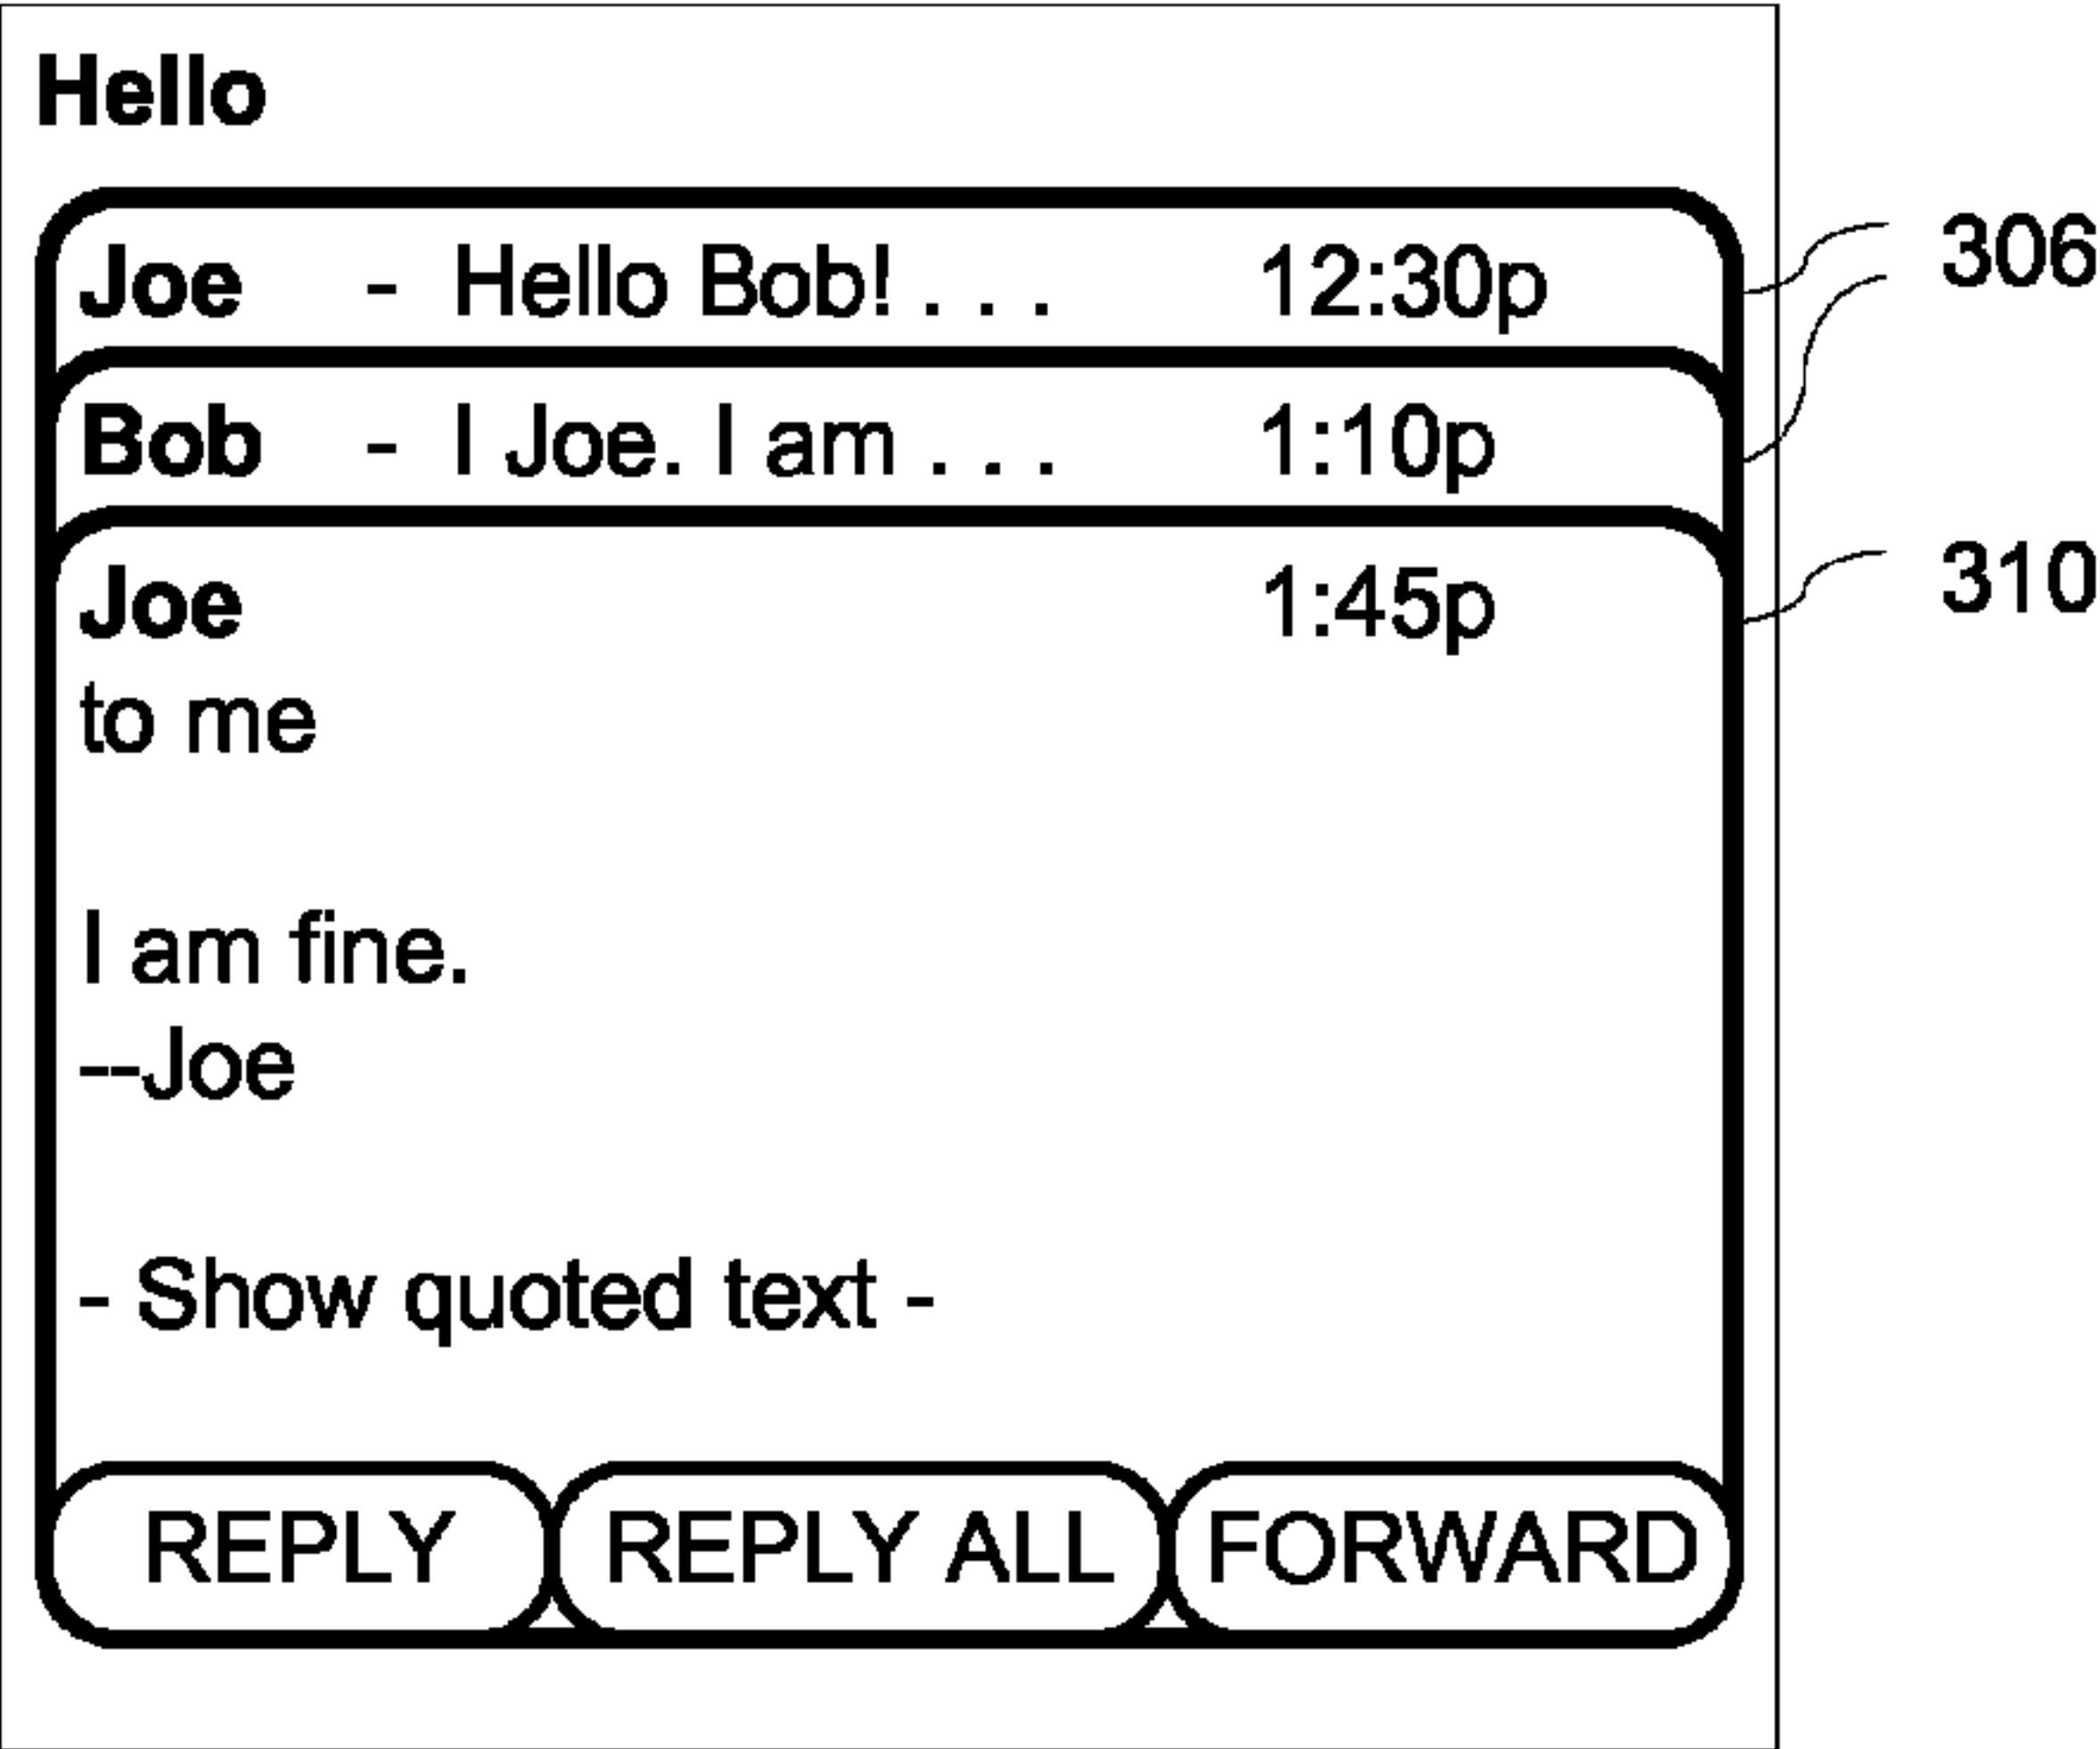 Hello
Joe - Hello Bob! . . . 12:30p
306
Bob - I Joe. I am . . . 1:10p
Joe 1:45p
310
to me
I am fine.
--Joe
- Show quoted text -
REPLY REPLY ALL FORWARD